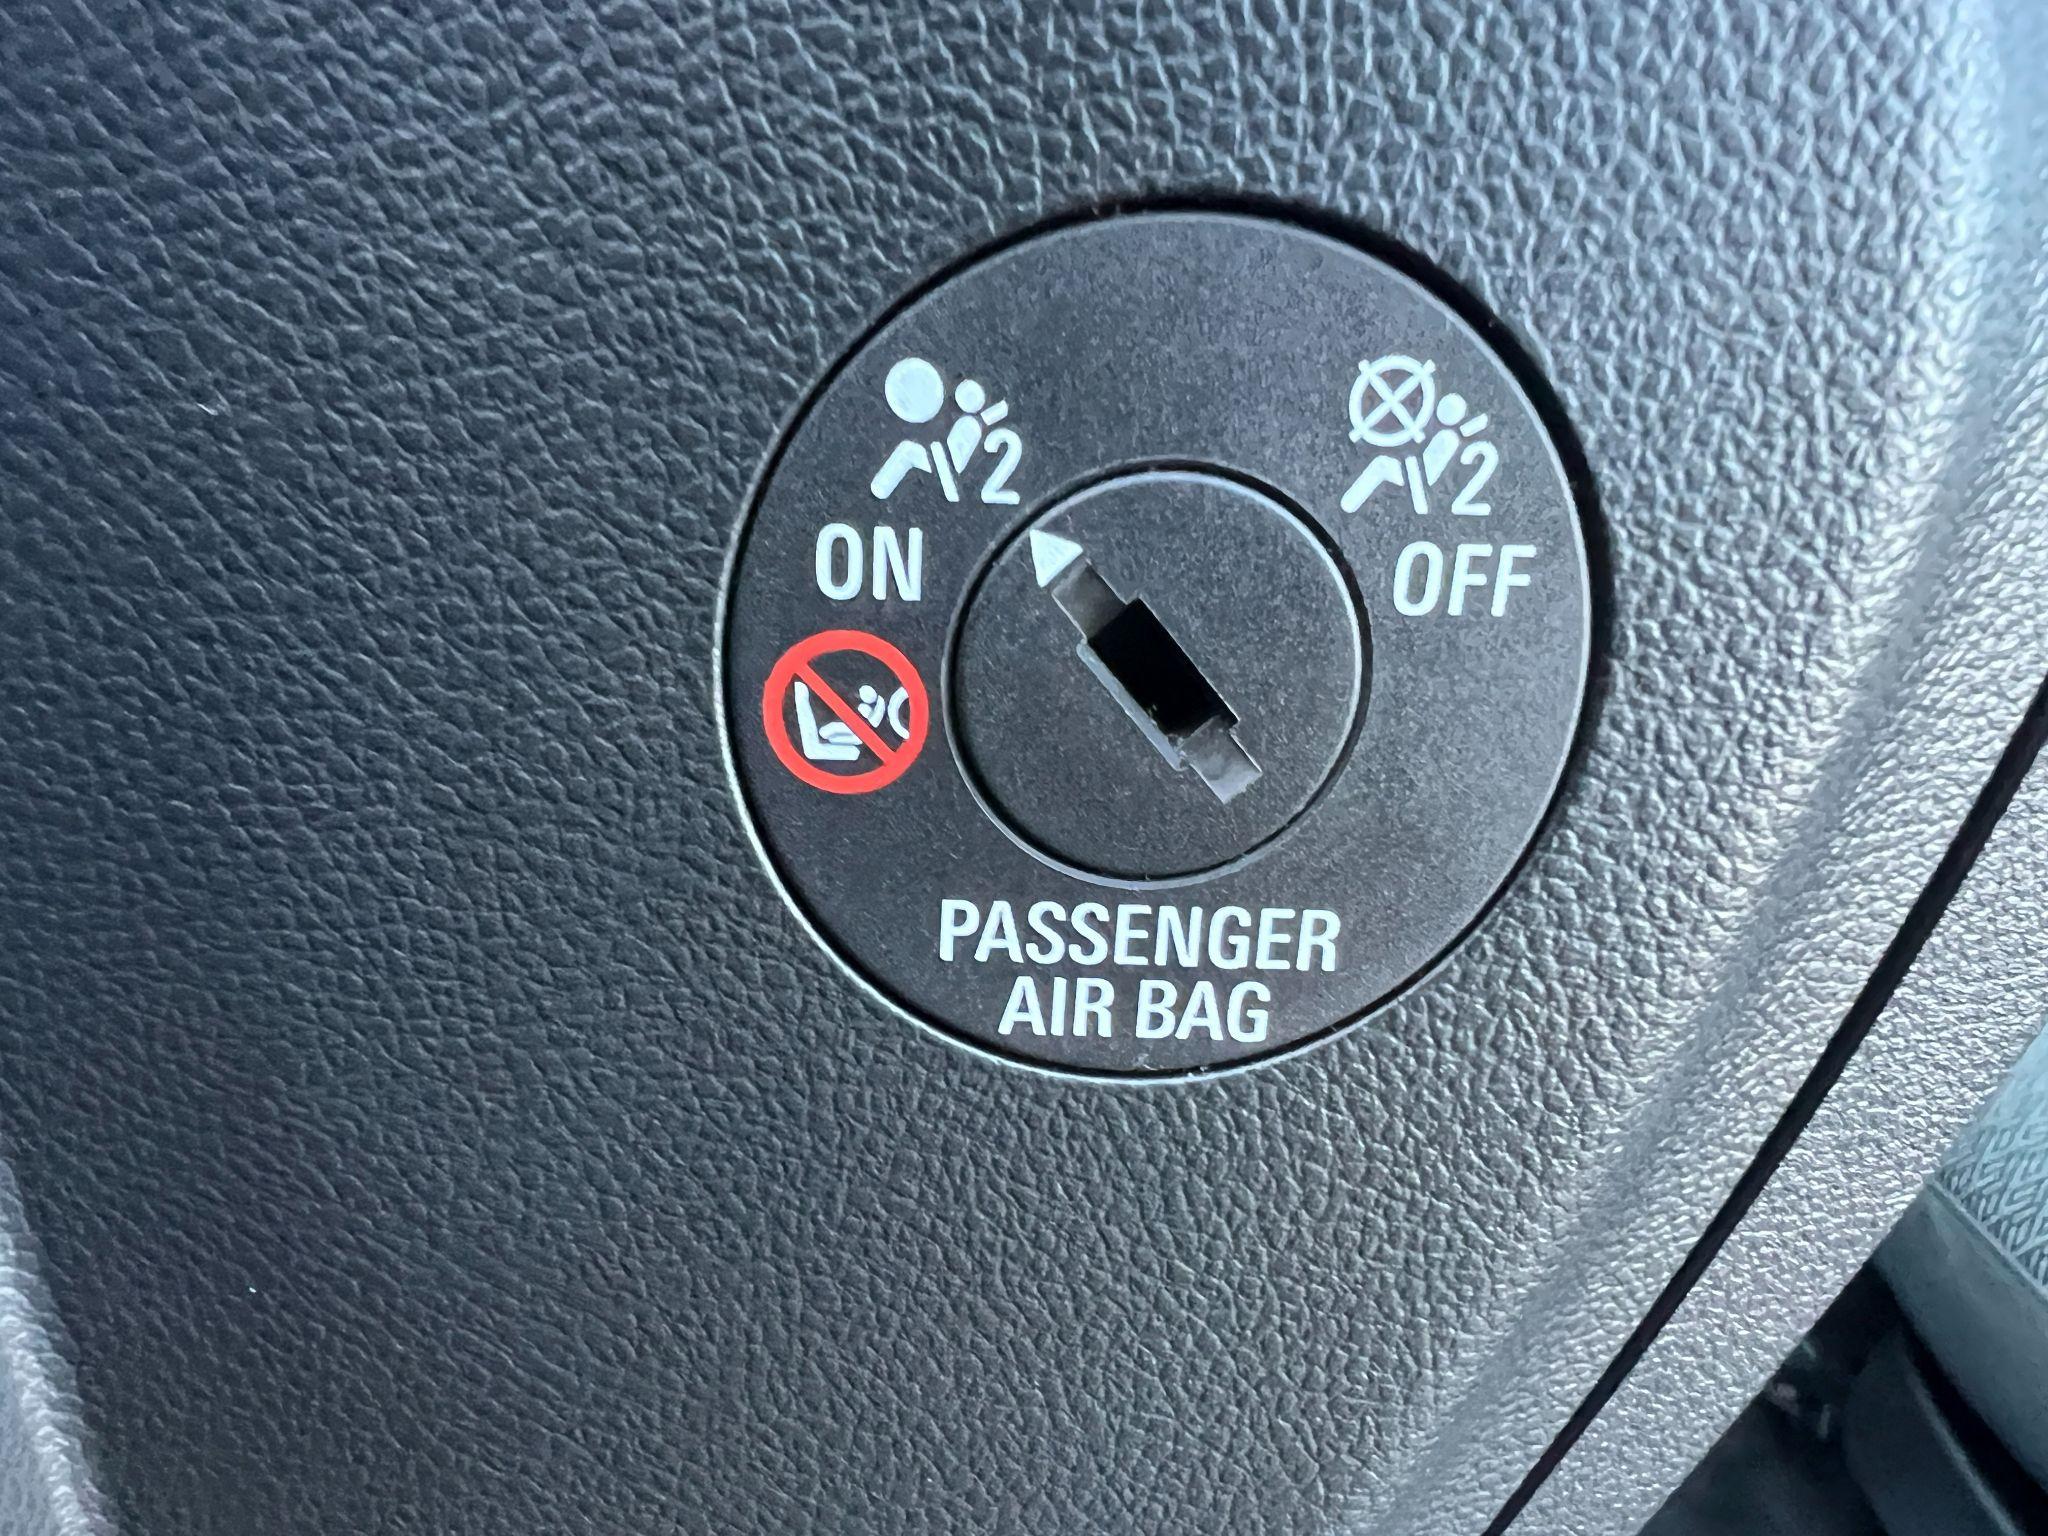 2 2
ON OFF
PASSENGER
AIR BAG